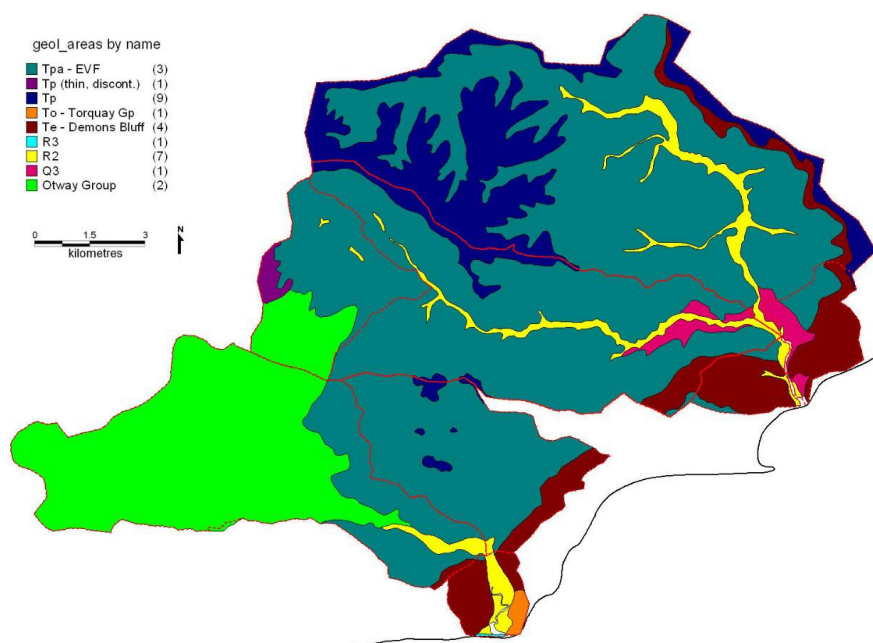 geol_areas by name
Tpa - EVF (3)
Tp (thin, discont.) (1)
Tp (9)
To - Torquay Gp (1)
Te - Demons Bluff (4)
R3 (1)
R2 (7)
Q3 (1)
Otway Group (2)
0 1.5 3
kilometres
N